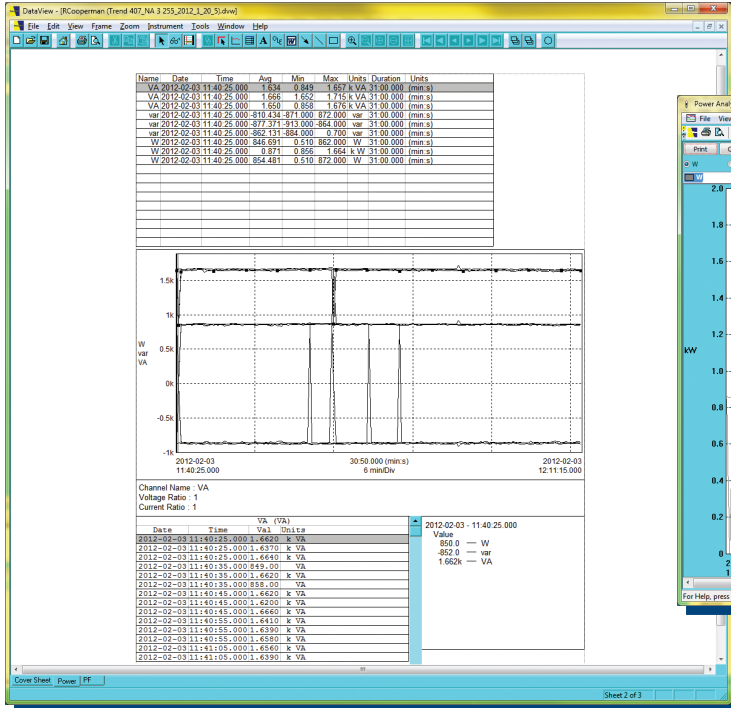 DataView - [RCooperman (Trend 407_NA 3 255_2012_1_20_5).dvw]
File Edit View Frame Zoom Instrument Tools Window Help
Name Date Time Avg Min Max Units Duration Units
VA 2012-02-03 11:40:25.000 1.634 0.849 1.657 k VA 31:00.000 (min:s)
VA 2012-02-03 11:40:25.000 1.666 1.652 1.715 k VA 31:00.000 (min:s)
VA 2012-02-03 11:40:25.000 1.650 0.858 1.676 k VA 31:00.000 (min:s)
var 2012-02-03 11:40:25.000 -810.434 -871.000 872.000 var 31:00.000 (min:s)
var 2012-02-03 11:40:25.000 -877.371 -913.000 -864.000 var 31:00.000 (min:s)
var 2012-02-03 11:40:25.000 -862.131 -884.000 0.700 var 31:00.000 (min:s)
W 2012-02-03 11:40:25.000 846.691 0.510 862.000 W 31:00.000 (min:s)
W 2012-02-03 11:40:25.000 0.871 0.856 1.664 k W 31:00.000 (min:s)
W 2012-02-03 11:40:25.000 854.481 0.510 872.000 W 31:00.000 (min:s)
1.5k
1k
0.5k
0k
-0.5k
-1k
W
var
VA
2012-02-03 30:50.000 (min:s) 2012-02-03
11:40:25.000 6 min/Div 12:11:15.000
Channel Name : VA
Voltage Ratio : 1
Current Ratio : 1
VA (VA)
Date Time Val Units
2012-02-03 11:40:25.000 1.6620 k VA
2012-02-03 11:40:25.000 1.6370 k VA
2012-02-03 11:40:25.000 1.6640 k VA
2012-02-03 11:40:35.000 849.00 VA
2012-02-03 11:40:35.000 1.6620 k VA
2012-02-03 11:40:35.000 858.00 VA
2012-02-03 11:40:45.000 1.6620 k VA
2012-02-03 11:40:45.000 1.6200 k VA
2012-02-03 11:40:45.000 1.6660 k VA
2012-02-03 11:40:55.000 1.6410 k VA
2012-02-03 11:40:55.000 1.6390 k VA
2012-02-03 11:40:55.000 1.6580 k VA
2012-02-03 11:41:05.000 1.6560 k VA
2012-02-03 11:41:05.000 1.6390 k VA
2012-02-03 - 11:40:25.000
Value
850.0 — W
-852.0 — var
1.662k — VA
Cover Sheet Power PF
Sheet 2 of 3
Power Analy
File View
Print
W
W
2.0
1.8
1.6
1.4
1.2
kW
1.0
0.8
0.6
0.4
0.2
0
2
1
For Help, press